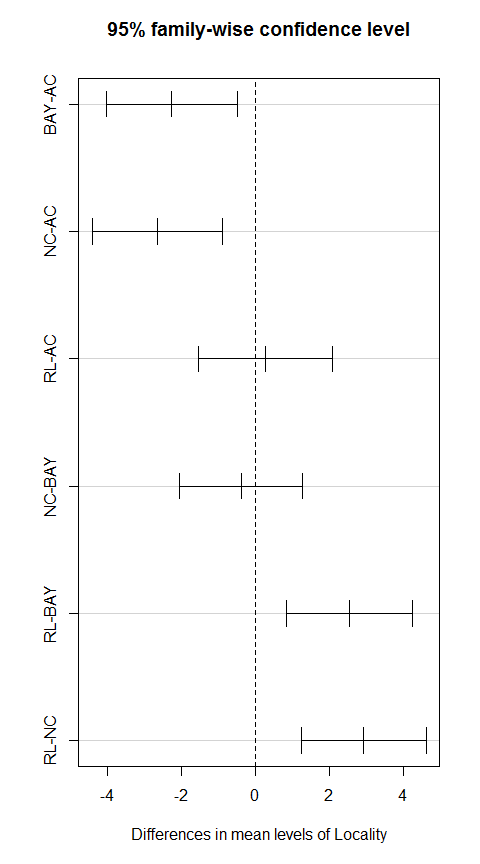 95% family-wise confidence level
BAY-AC
NC-AC
RL-AC
NC-BAY
RL-BAY
RL-NC
-4 -2 0 2 4
Differences in mean levels of Locality